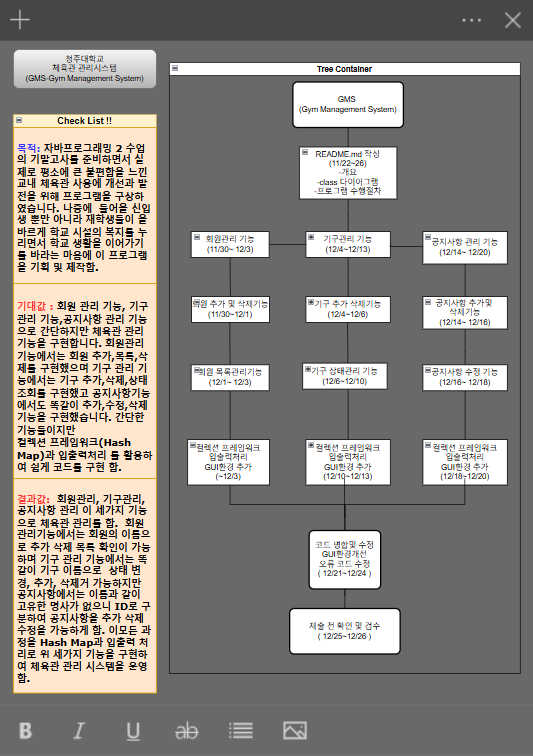 청주대학교
체육관 관리시스템
(GMS-Gym Management System)
Check List !!
목적: 자바프로그래밍 2 수업
의 기말고사를 준비하면서 실
제로 평소에 큰 불편함을 느낀
교내 체육관 사용에 개선과 발
전을 위해 프로그램을 구상하
였습니다. 나중에 들어올 신입
생 뿐만 아니라 재학생들이 올
바르게 학교 시설의 복지를 누
리면서 학교 생활을 이어가기
를 바라는 마음에 이 프로그램
을 기획 및 제작함.
기대값 : 회원 관리 기능, 기구
관리 기능,공지사항 관리 기능
으로 간단하지만 체육관 관리
기능을 구현합니다. 회원관리
기능에서는 회원 추가,목록,삭
제를 구현했으며 기구 관리 기
능에서는 기구 추가,삭제,상태
조회를 구현했고 공지사항기능
에서도 똑같이 추가,수정,삭제
기능을 구현했습니다. 간단한
기능들이지만
컬렉션 프레임워크(Hash
Map)과 입출력처리 를 활용하
여 쉽게 코드를 구현 함.
결과값: 회원관리, 기구관리,
공지사항 관리 이 세가지 기능
으로 체육관 관리를 함. 회원
관리기능에서는 회원의 이름으
로 추가 삭제 목록 확인이 가능
하며 기구 관리 기능에서는 똑
같이 기구 이름으로 상태 변
경, 추가, 삭제거 가능하지만
공지사항에서는 이름과 같이
고유한 명사가 없으니 ID로 구
분하여 공지사항을 추가 삭제
수정을 가능하게 함. 이모든 과
정을 Hash Map과 입출력 처
리로 위 세가지 기능을 구현하
여 체육관 관리 시스템을 운영
함.
Tree Container
GMS
(Gym Management System)
README.md 작성
(11/22~26)
-개요
-class 다이어그램
-프로그램 수행절차
회원관리 기능
(11/30~ 12/3)
기구관리 기능
(12/4~12/13)
공지사항 관리 기능
(12/14~ 12/20)
회원 추가 및 삭제기능
(11/30~12/1)
기구 추가 삭제기능
(12/4~12/6)
공지사항 추가및
삭제기능
(12/14~ 12/16)
회원 목록관리기능
(12/1~ 12/3)
기구 상태관리 기능
(12/6~12/10)
공지사항 수정 기능
(12/16~ 12/18)
컬렉션 프레임워크
입출력처리
GUI환경 추가
(~12/3)
컬렉션 프레임워크
입출력처리
GUI환경 추가
(12/10~12/13)
컬렉션 프레임워크
입출력처리
GUI환경 추가
(12/18~12/20)
코드 병합및 수정
GUI환경개선
오류 코드 수정
( 12/21~12/24 )
제출 전 확인 및 검수
( 12/25~12/26 )
B I U ab